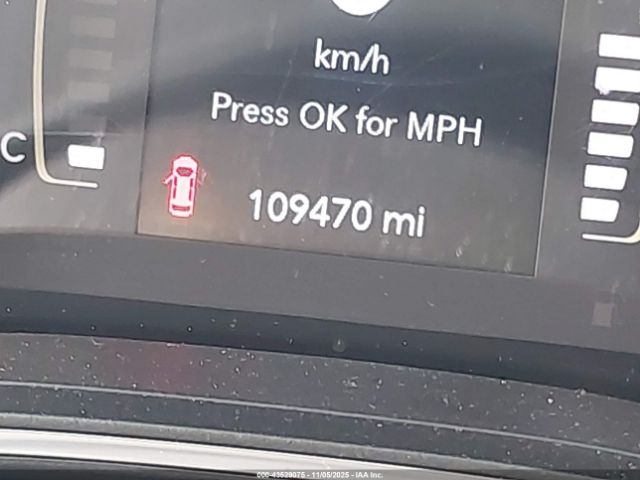 km/h
Press OK for MPH
C
109470 mi
000-43529075 - 11/05/2025 - IAA Inc.